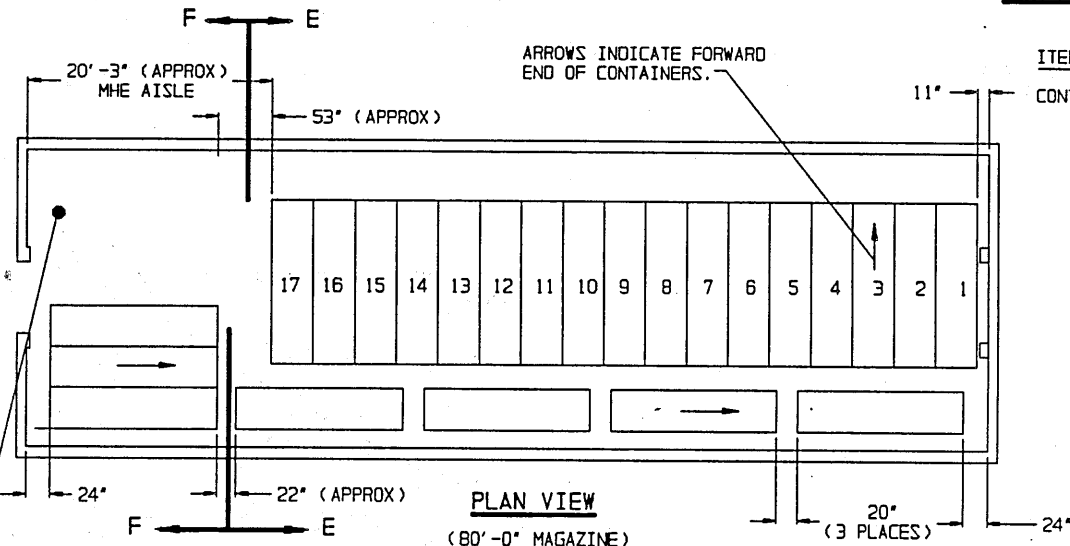 F E
ITE
20'-3" (APPROX)
MHE AISLE
ARROWS INDICATE FORWARD
END OF CONTAINERS.
11"
CONT
53" (APPROX)
17 16 15 14 13 12 11 10 9 8 7 6 5 4 3 2 1
24"
22" (APPROX)
PLAN VIEW
(80'-0" MAGAZINE)
20"
(3 PLACES)
24"
F E